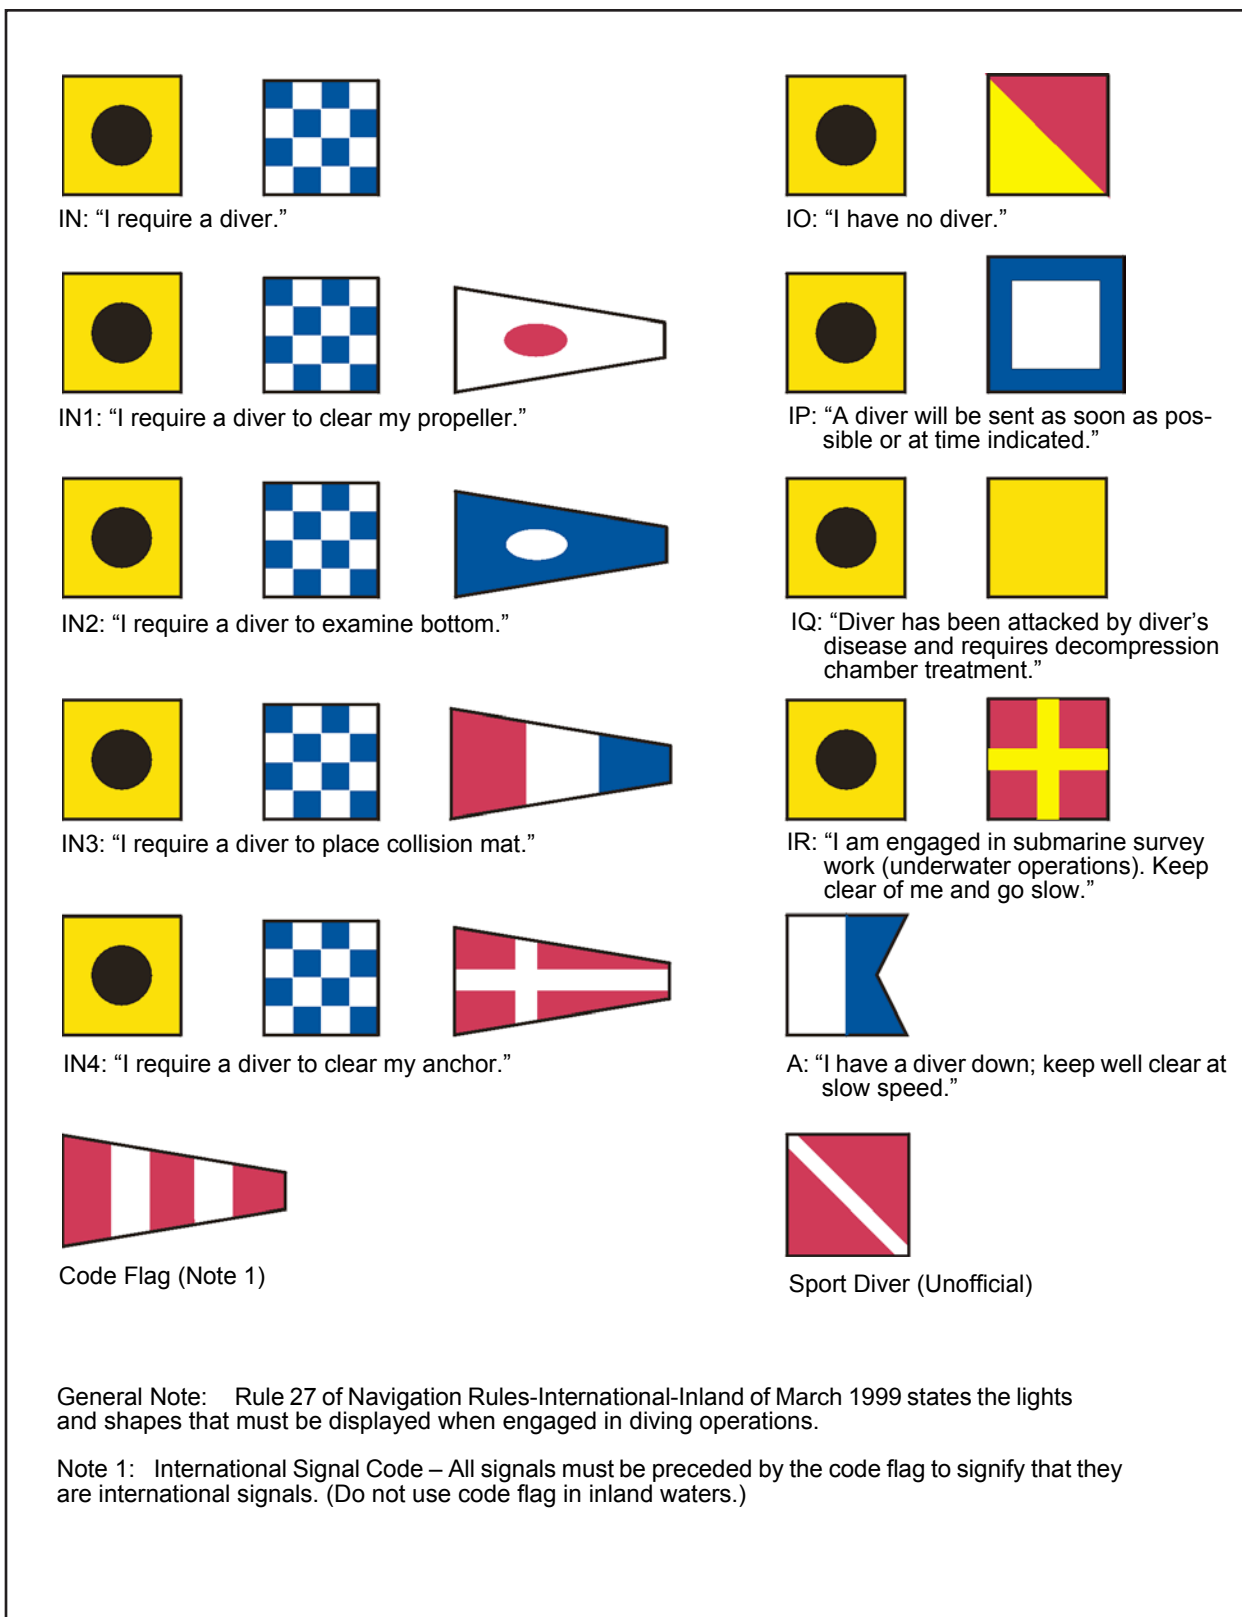 IN: “I require a diver.”
IO: “I have no diver.”
IN1: “I require a diver to clear my propeller.”
IP: “A diver will be sent as soon as pos-
sible or at time indicated.”
IN2: “I require a diver to examine bottom.”
IQ: “Diver has been attacked by diver’s
disease and requires decompression
chamber treatment.”
IN3: “I require a diver to place collision mat.”
IR: “I am engaged in submarine survey
work (underwater operations). Keep
clear of me and go slow.”
IN4: “I require a diver to clear my anchor.”
A: “I have a diver down; keep well clear at
slow speed.”
Code Flag (Note 1)
Sport Diver (Unofficial)
General Note: Rule 27 of Navigation Rules-International-Inland of March 1999 states the lights
and shapes that must be displayed when engaged in diving operations.
Note 1: International Signal Code – All signals must be preceded by the code flag to signify that they
are international signals. (Do not use code flag in inland waters.)